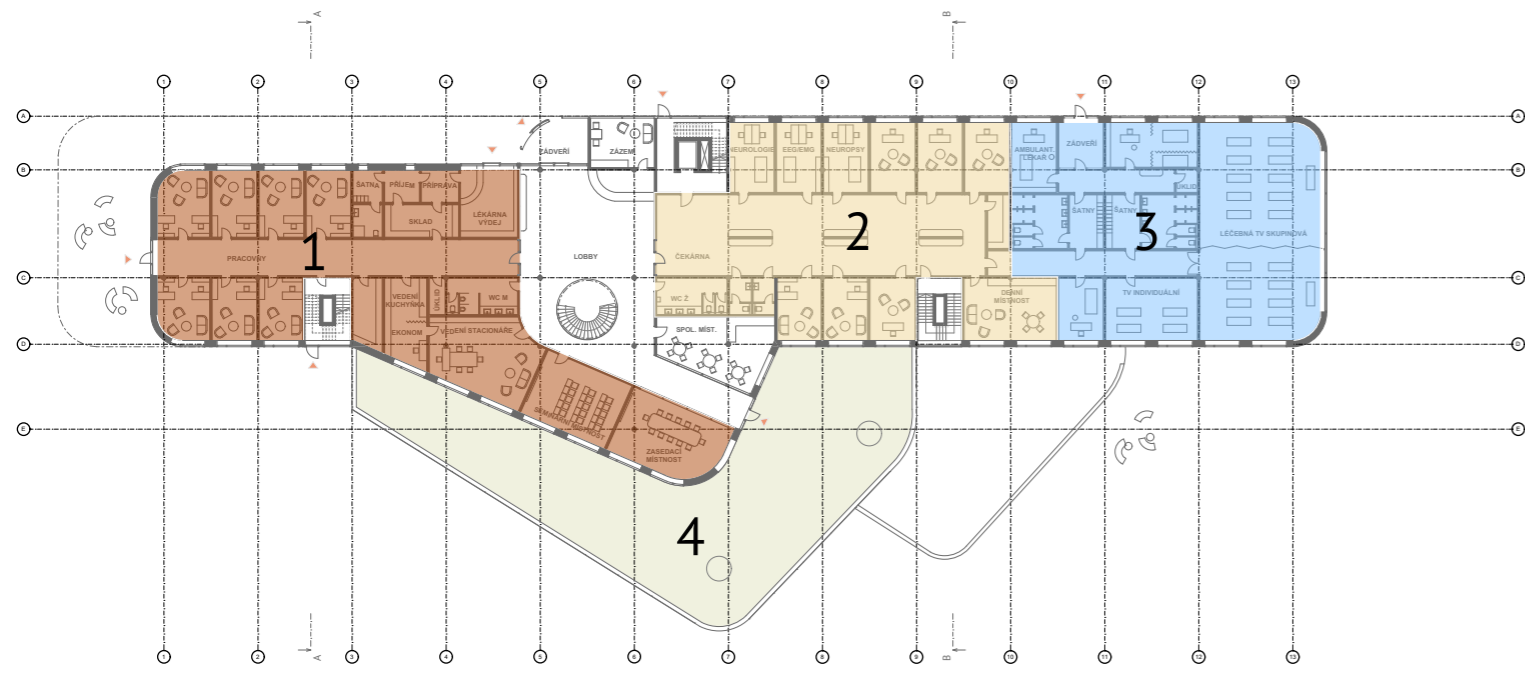 A
B
1 2 3 4 5 6 7 8 9 10 11 12 13
A A
ZÁDVEŘÍ ZÁZEMÍ NEUROLOGIE EEG/EMG NEUROPSY AMBULANT. LÉKAŘ ZÁDVEŘÍ
B B
ŠATNA PŘÍJEM PŘÍPRAVA ÚKLID
SKLAD LÉKÁRNA VÝDEJ ŠATNY ŠATNY
1 2 3
LÉČEBNÁ TV SKUPINOVÁ
PRACOVNY LOBBY ČEKÁRNA
C C
VEDENÍ KUCHYŇKA
ÚKLID
WC M WC Ž DENNÍ MÍSTNOST TV INDIVIDUÁLNÍ
EKONOM VEDENÍ STACIONÁŘE SPOL. MÍST.
D D
SEMINÁRNÍ MÍSTNOST
E E
ZASEDACÍ MÍSTNOST
4
A
B
1 2 3 4 5 6 7 8 9 10 11 12 13